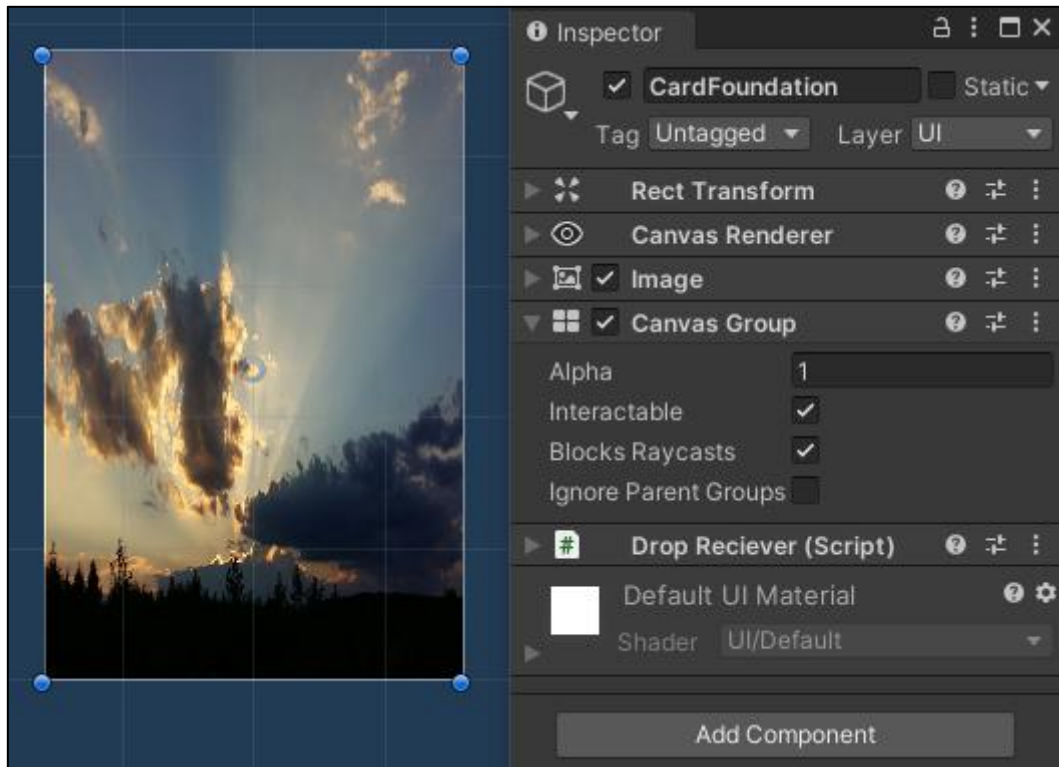 Inspector
CardFoundation Static
Tag Untagged Layer UI
Rect Transform
Canvas Renderer
Image
Canvas Group
Alpha 1
Interactable
Blocks Raycasts
Ignore Parent Groups
# Drop Reciever (Script)
Default UI Material
Shader UI/Default
Add Component